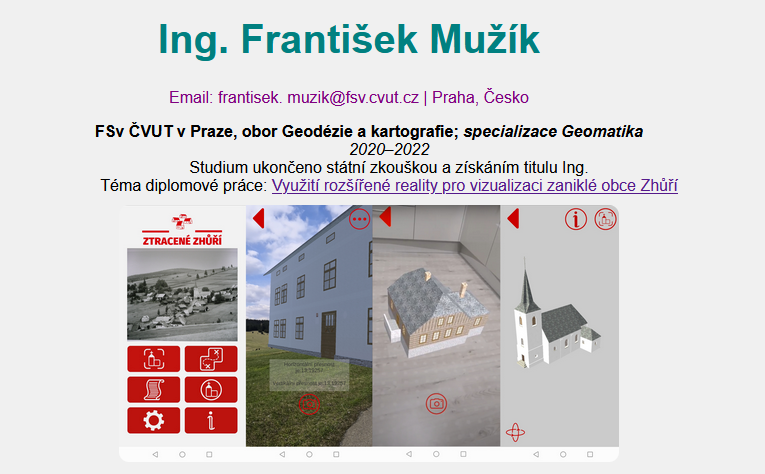 Ing. František Mužík
Email: frantisek. muzik@fsv.cvut.cz | Praha, Česko
FSv ČVUT v Praze, obor Geodézie a kartografie; specializace Geomatika
2020–2022
Studium ukončeno státní zkouškou a získáním titulu Ing.
Téma diplomové práce: Využití rozšířené reality pro vizualizaci zaniklé obce Zhůří
ZTRACENÉ ZHŮŘÍ